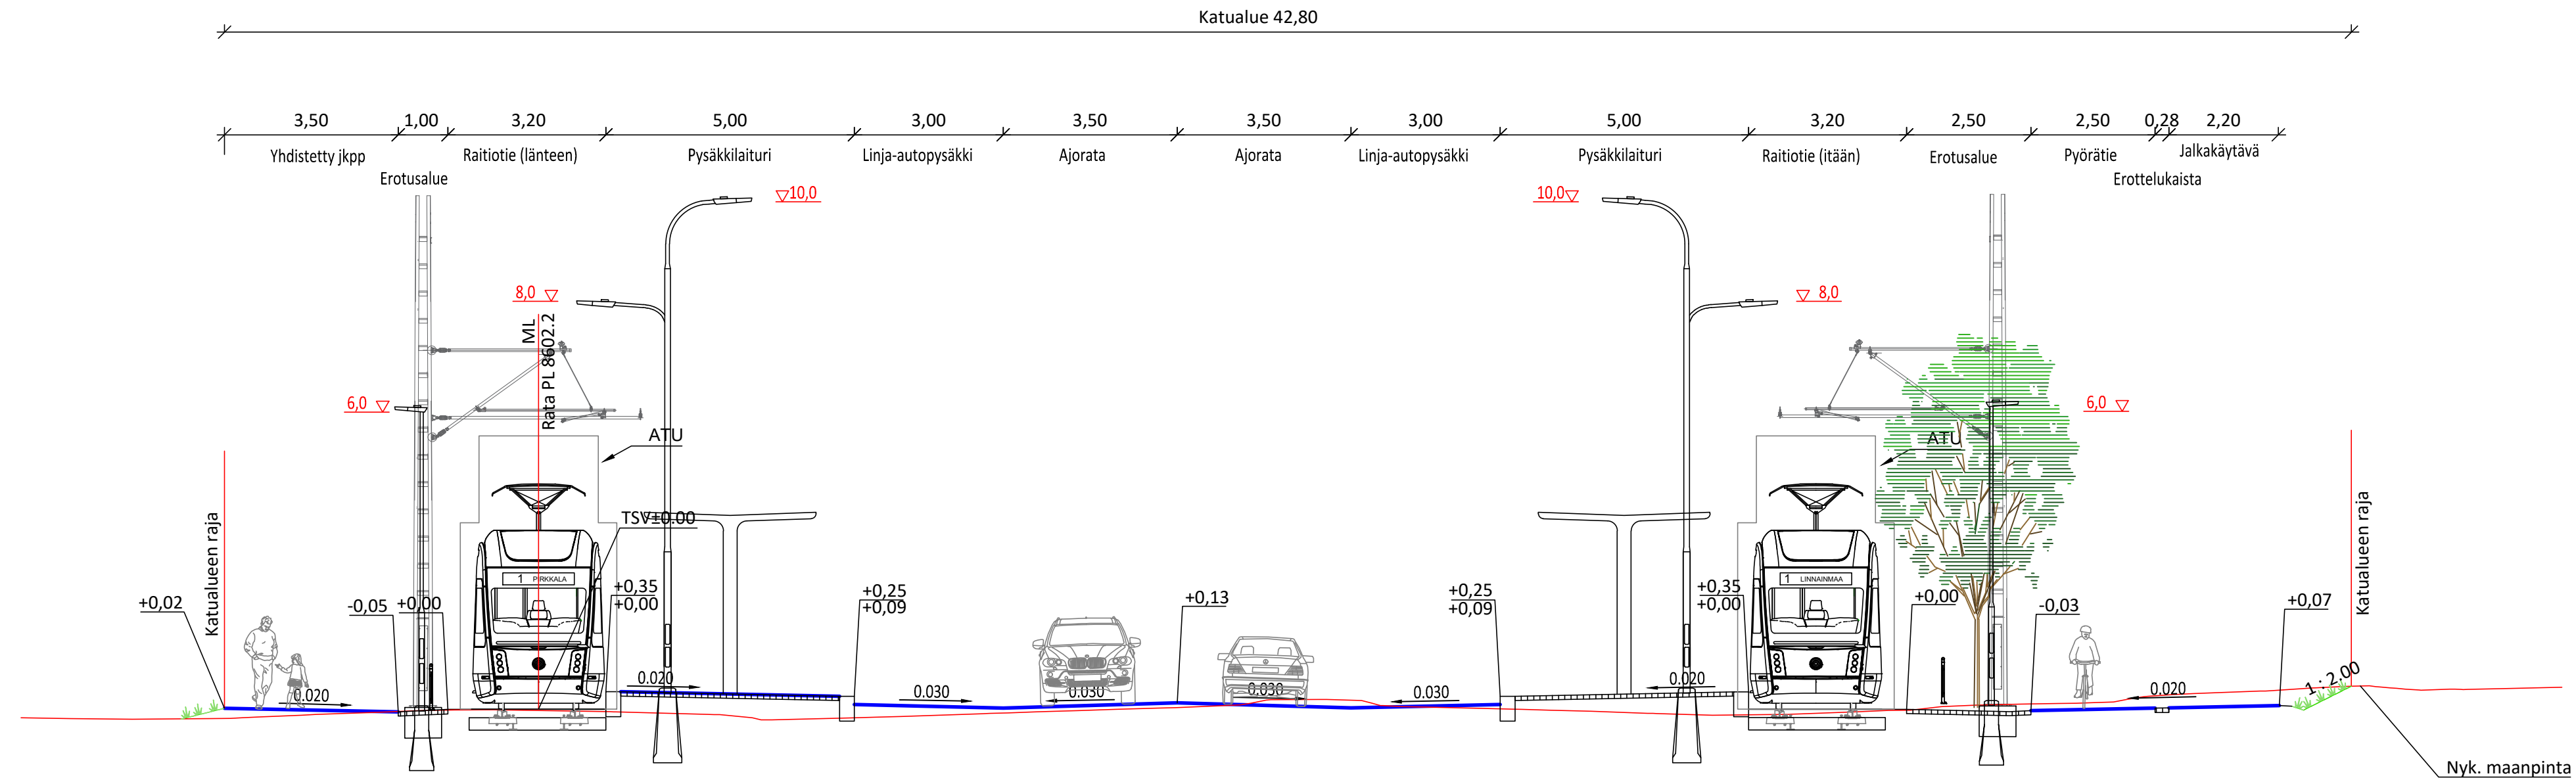 Katualue 42,80
3,50 1,00 3,20 5,00 3,00 3,50 3,50 3,00 5,00 3,20 2,50 2,50 0,28 2,20
Yhdistetty jkpp Raitiotie (länteen) Pysäkkilaituri Linja-autopysäkki Ajorata Ajorata Linja-autopysäkki Pysäkkilaituri Raitiotie (itään) Erotusalue Pyörätie Jalkakäytävä
Erotusalue Erottelukaista
10,0 10,0
8,0 8,0
ML
Rata PL 8602.2
6,0 6,0
ATU ATU
TSV±0.00
Katualueen raja Katualueen raja
1 PIRKKALA 1 LINNAINMAA
+0,02 -0,05 +0,00
+0,35
+0,00
+0,25
+0,09
+0,13
+0,25
+0,09
+0,35
+0,00
+0,00 -0,03 +0,07
0.020 0.020 0.030 0.030 0.030 0.030 0.020 0.020
1 : 2.00
Nyk. maanpinta